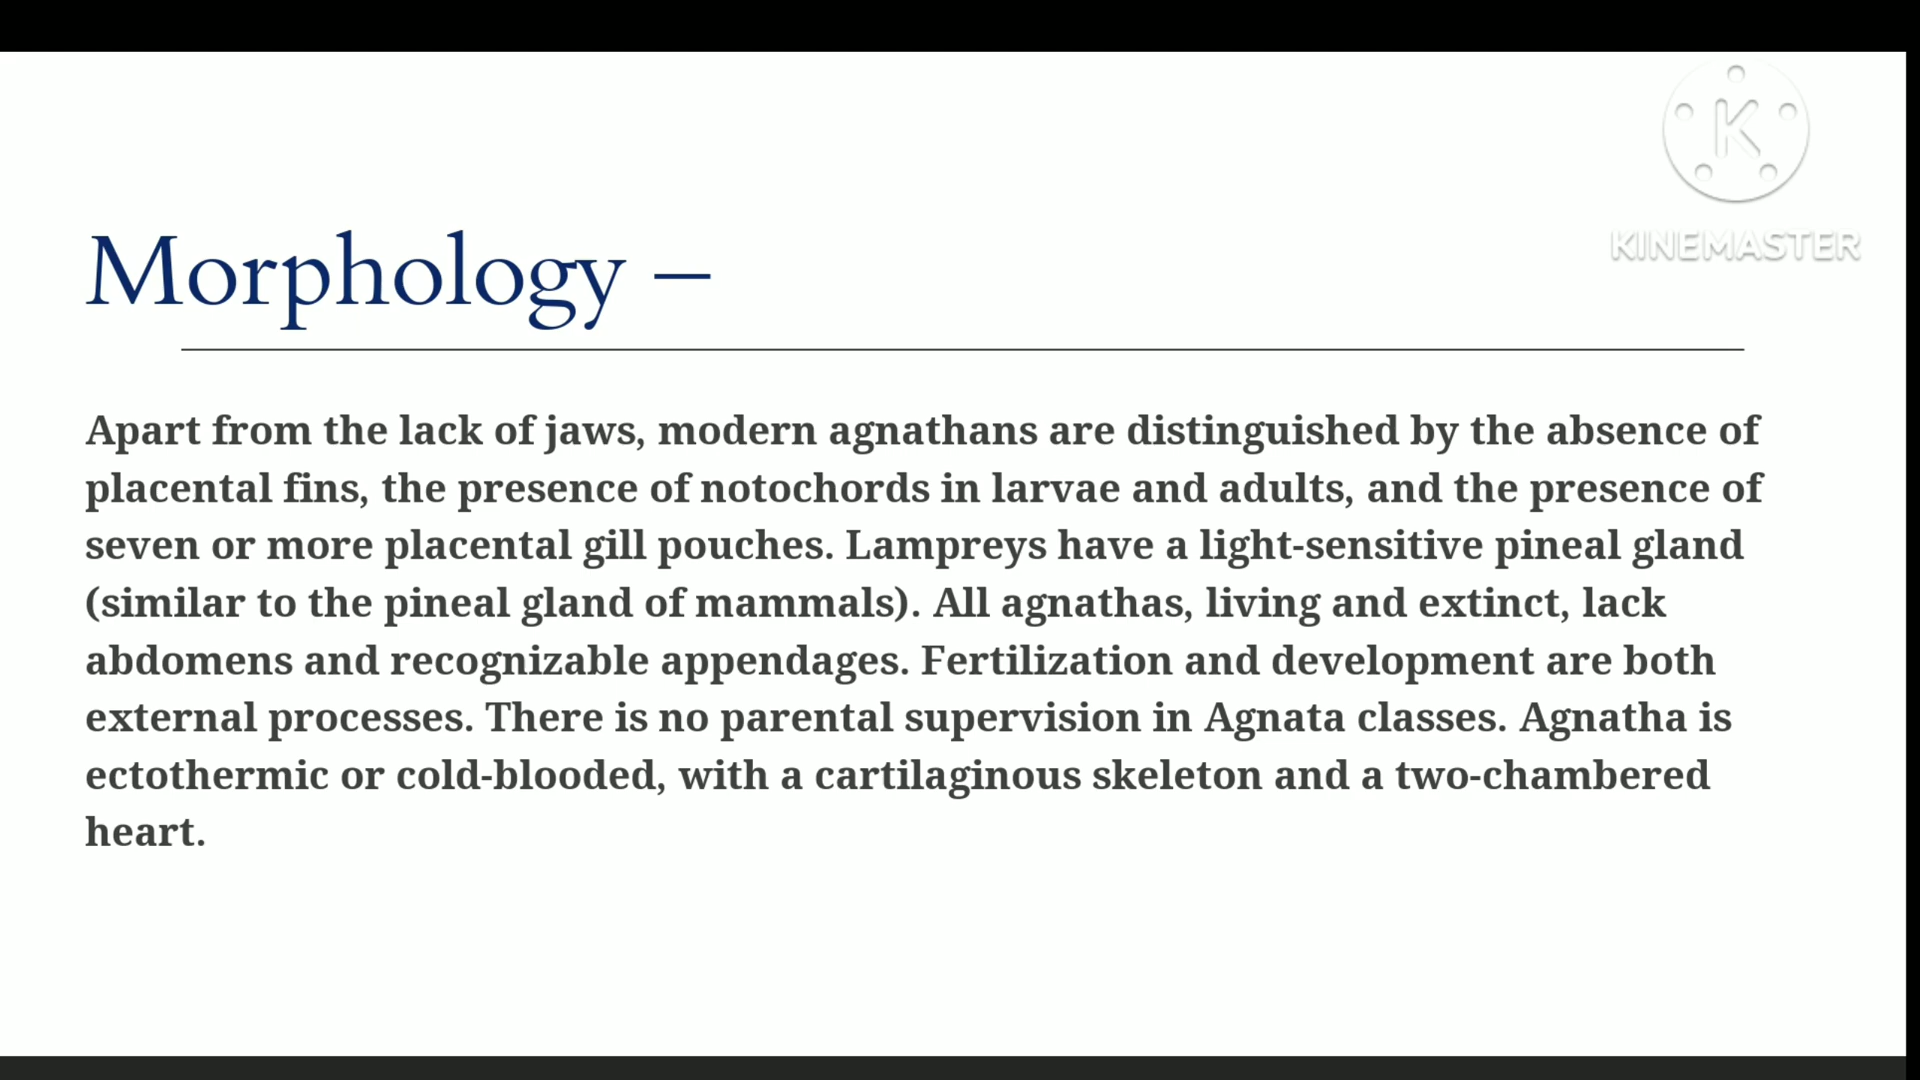 KINEMASTER
Morphology –
Apart from the lack of jaws, modern agnathans are distinguished by the absence of
placental fins, the presence of notochords in larvae and adults, and the presence of
seven or more placental gill pouches. Lampreys have a light-sensitive pineal gland
(similar to the pineal gland of mammals). All agnathas, living and extinct, lack
abdomens and recognizable appendages. Fertilization and development are both
external processes. There is no parental supervision in Agnata classes. Agnatha is
ectothermic or cold-blooded, with a cartilaginous skeleton and a two-chambered
heart.